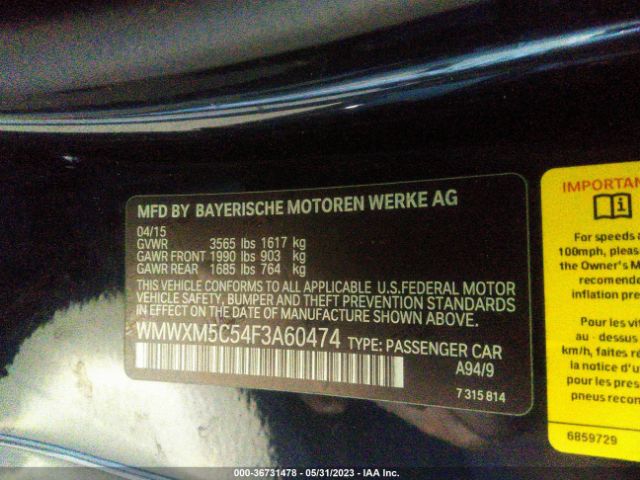 MFD BY BAYERISCHE MOTOREN WERKE AG
04/15
GVWR 3565 lbs 1617 kg
GAWR FRONT 1990 lbs 903 kg
GAWR REAR 1685 lbs 764 kg
THIS VEHICLE CONFORMS TO ALL APPLICABLE U.S.FEDERAL MOTOR
VEHICLE SAFETY, BUMPER, AND THEFT PREVENTION STANDARDS
IN EFFECT ON THE DATE OF MANUFACTURE SHOWN ABOVE.
WMWXM5C54F3A60474 TYPE: PASSENGER CAR
A94/9
7 315 814
IMPORTAN
For speeds a
100mph, ple
the Owner's M
recommende
inflation pre
Pour les vit
au - dessus
km/h, faites r
la notice d'u
pour les pres
pneus recon
6859729
000-36731478 - 05/31/2023 - IAA Inc.